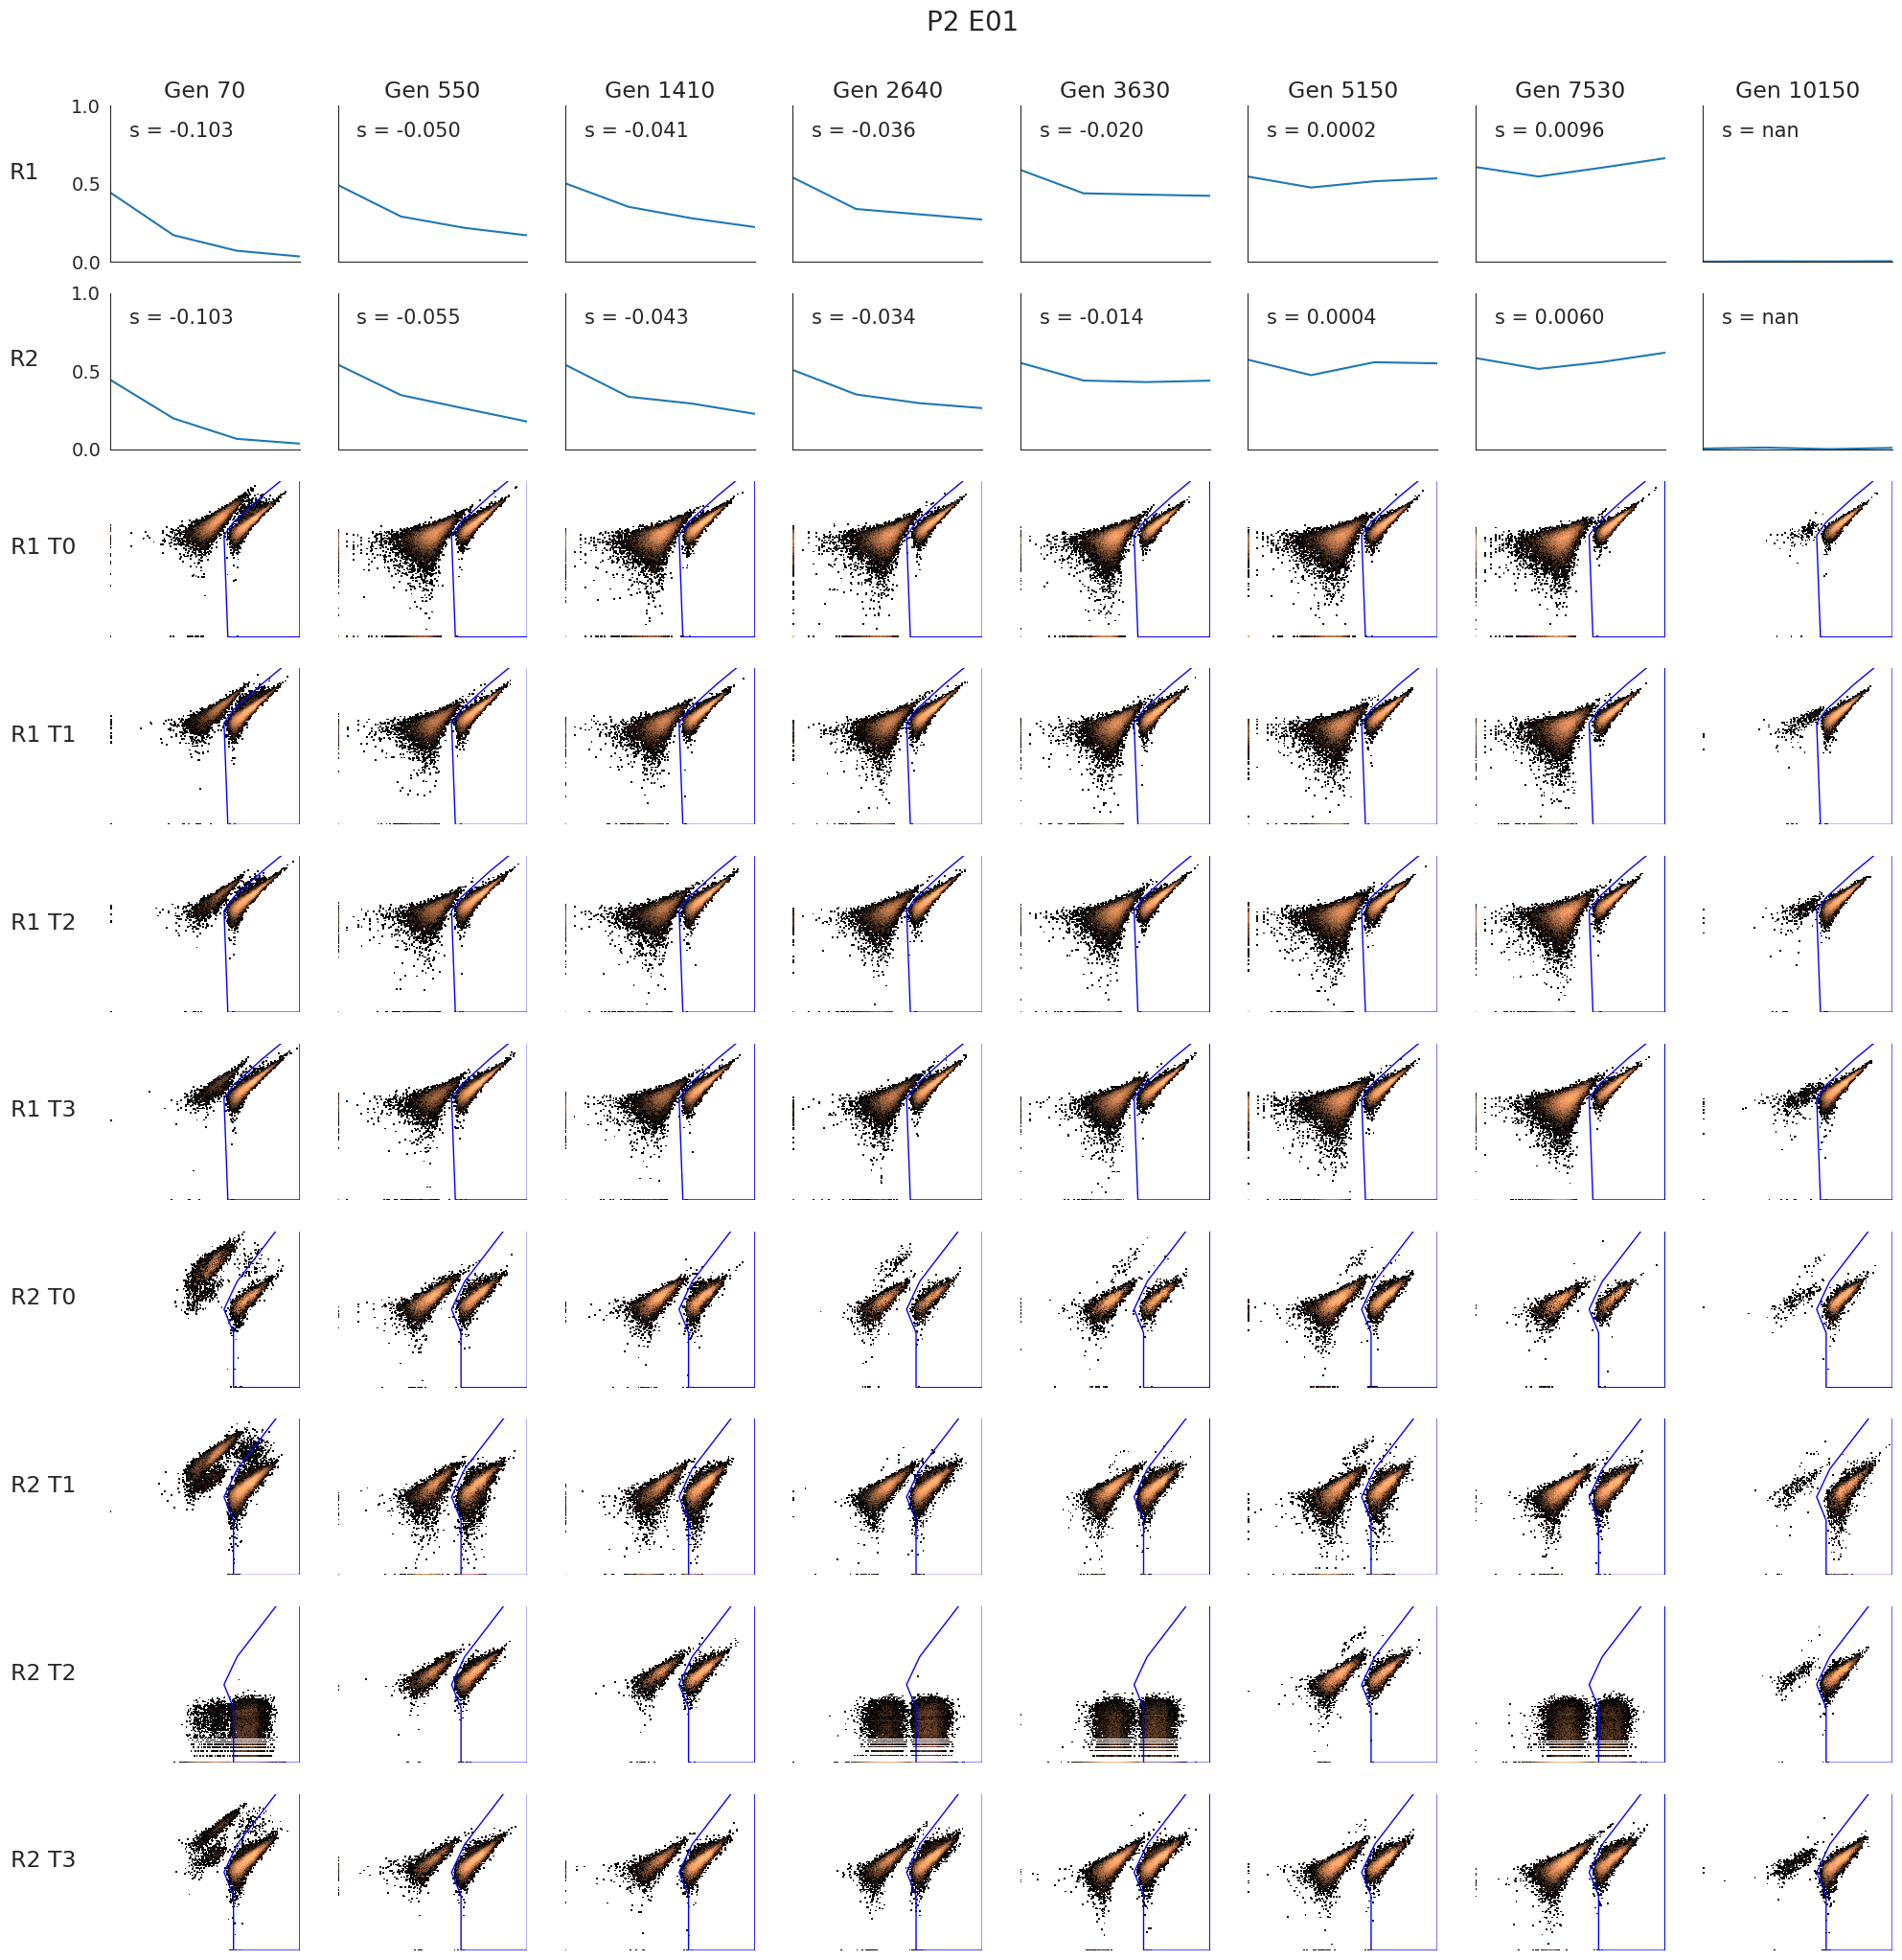 P2 E01
Gen 70 Gen 550 Gen 1410 Gen 2640 Gen 3630 Gen 5150 Gen 7530 Gen 10150
1.0
s = -0.103 s = -0.050 s = -0.041 s = -0.036 s = -0.020 s = 0.0002 s = 0.0096 s = nan
R1
0.5
0.0
1.0
s = -0.103 s = -0.055 s = -0.043 s = -0.034 s = -0.014 s = 0.0004 s = 0.0060 s = nan
R2
0.5
0.0
R1 T0
R1 T1
R1 T2
R1 T3
R2 T0
R2 T1
R2 T2
R2 T3